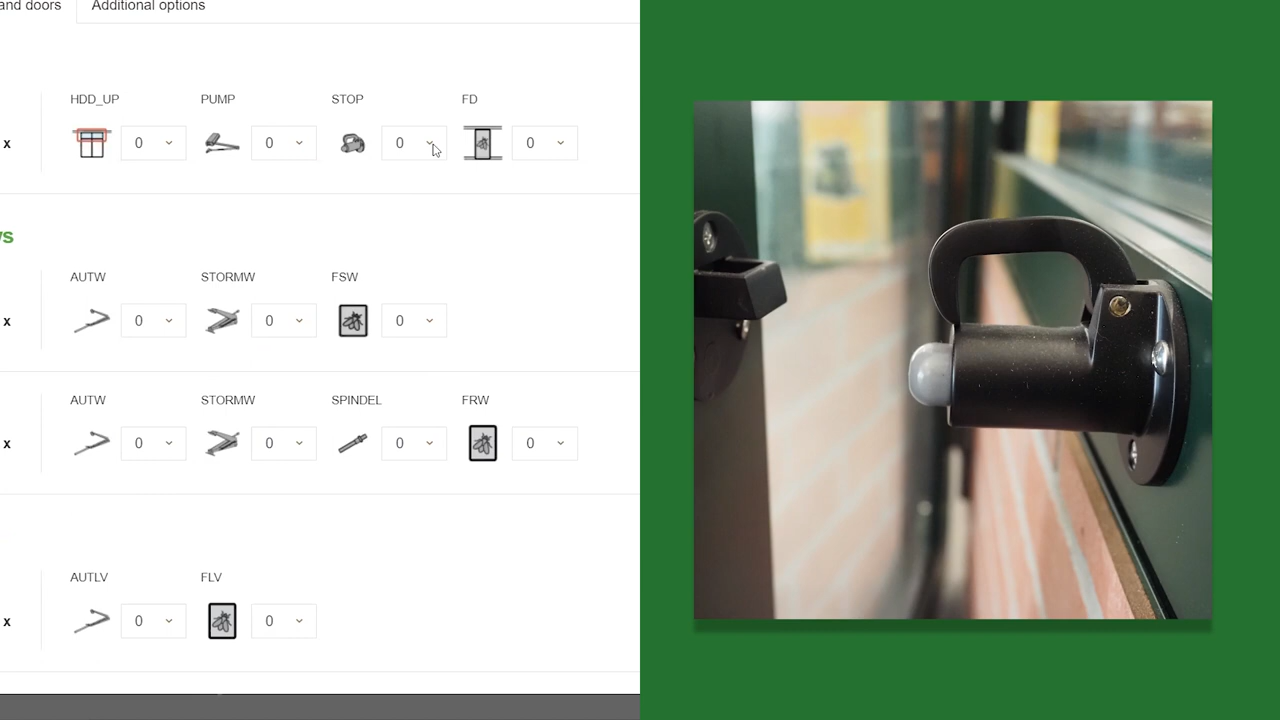 and doors Additional options
HDD_UP PUMP STOP FD
x 0 0 0 0
AUTW STORMW FSW
x 0 0 0
AUTW STORMW SPINDEL FRW
x 0 0 0 0
AUTLV FLV
x 0 0